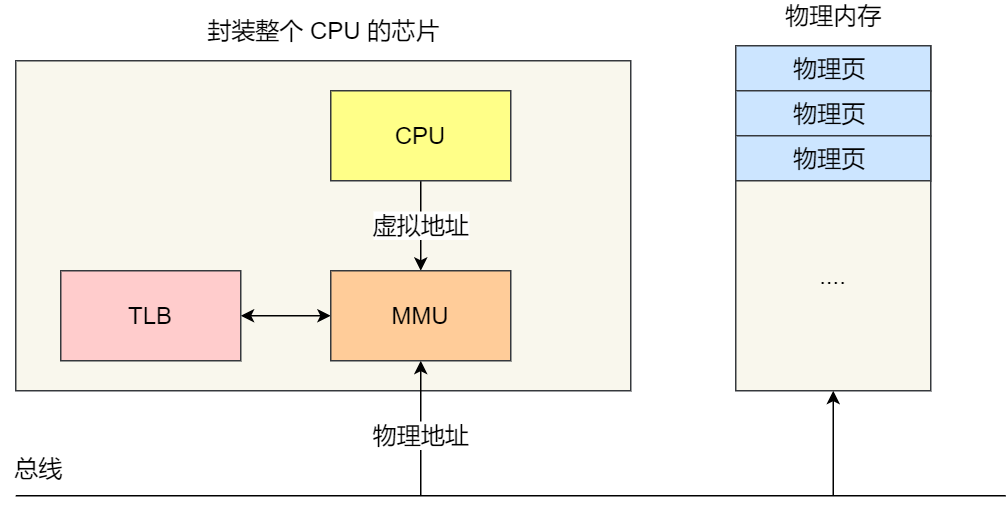 封装整个 CPU 的芯片
物理内存
物理页
物理页
物理页
CPU
虚拟地址
TLB
MMU
....
物理地址
总线